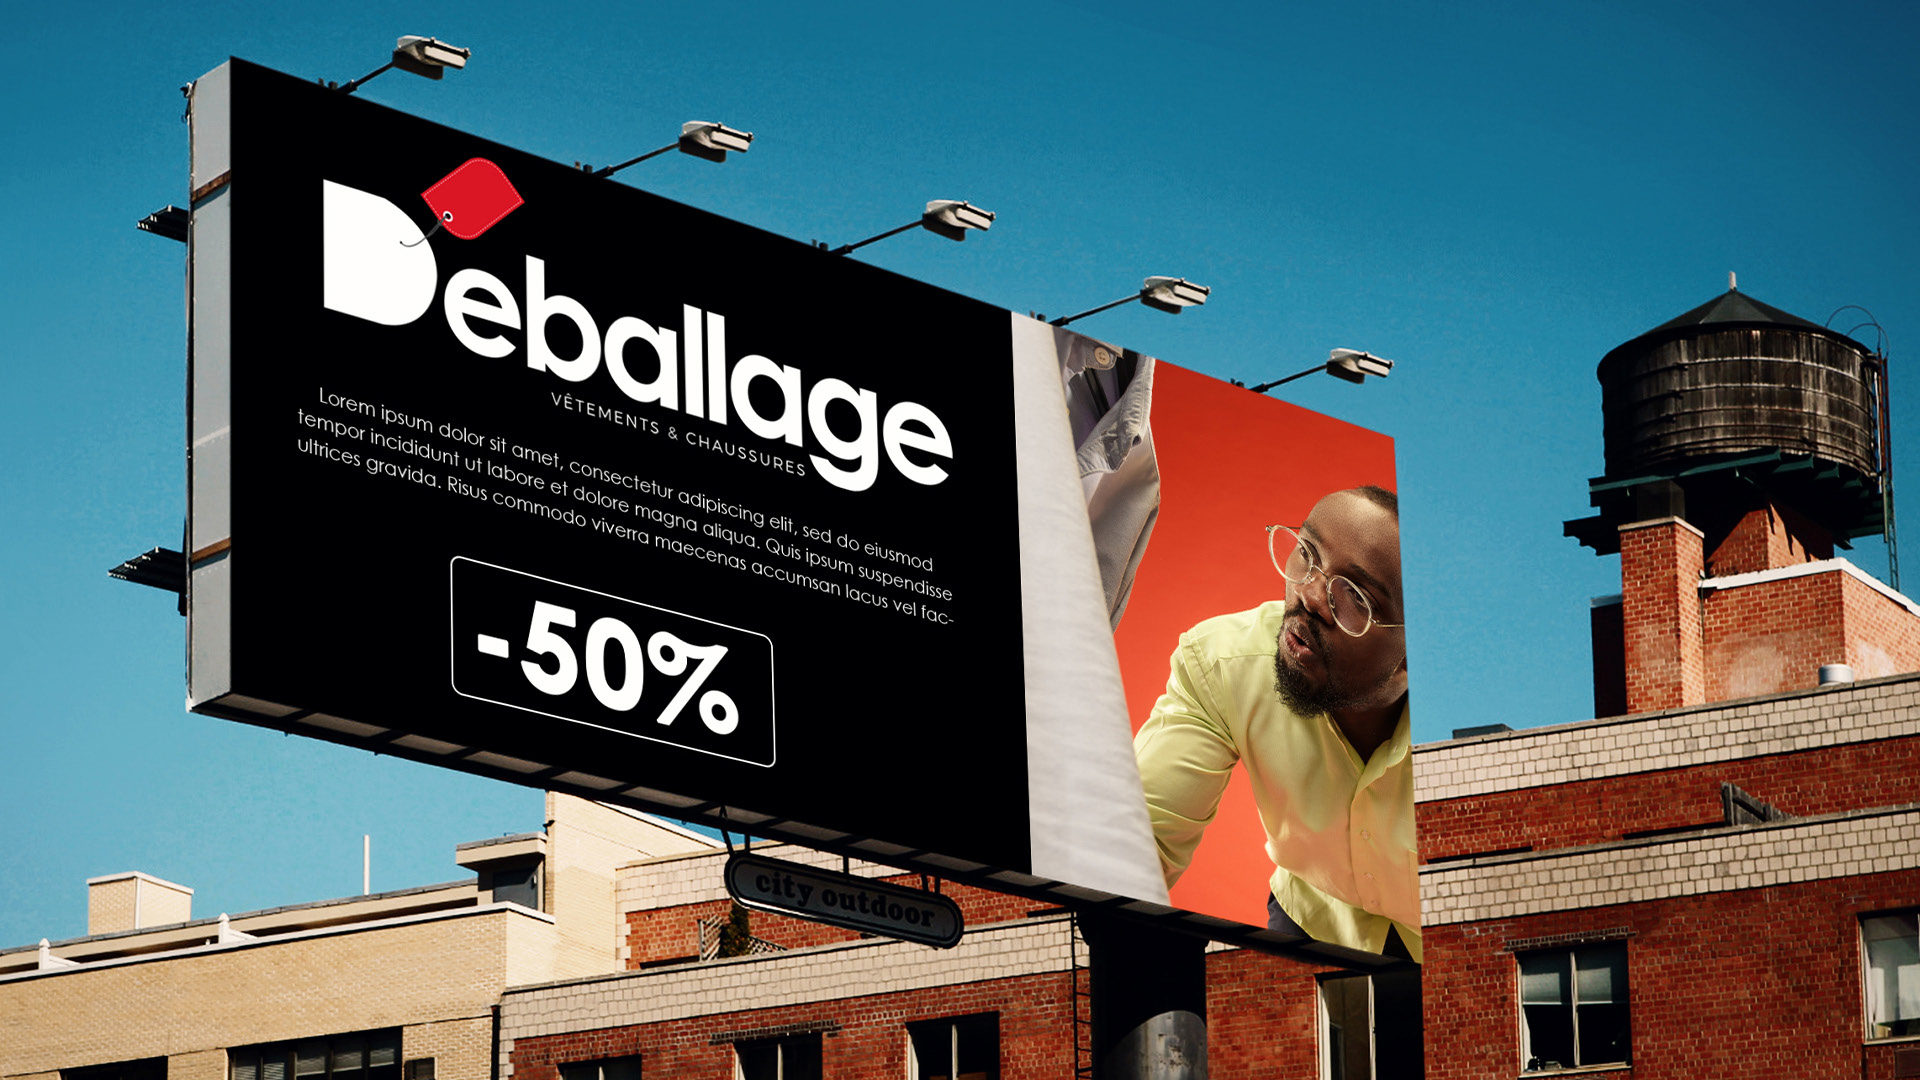 Deballage
VÊTEMENTS & CHAUSSURES
Lorem ipsum dolor sit amet, consectetur adipiscing elit, sed do eiusmod
tempor incididunt ut labore et dolore magna aliqua. Quis ipsum suspendisse
ultrices gravida. Risus commodo viverra maecenas accumsan lacus vel fac-
-50%
city outdoor